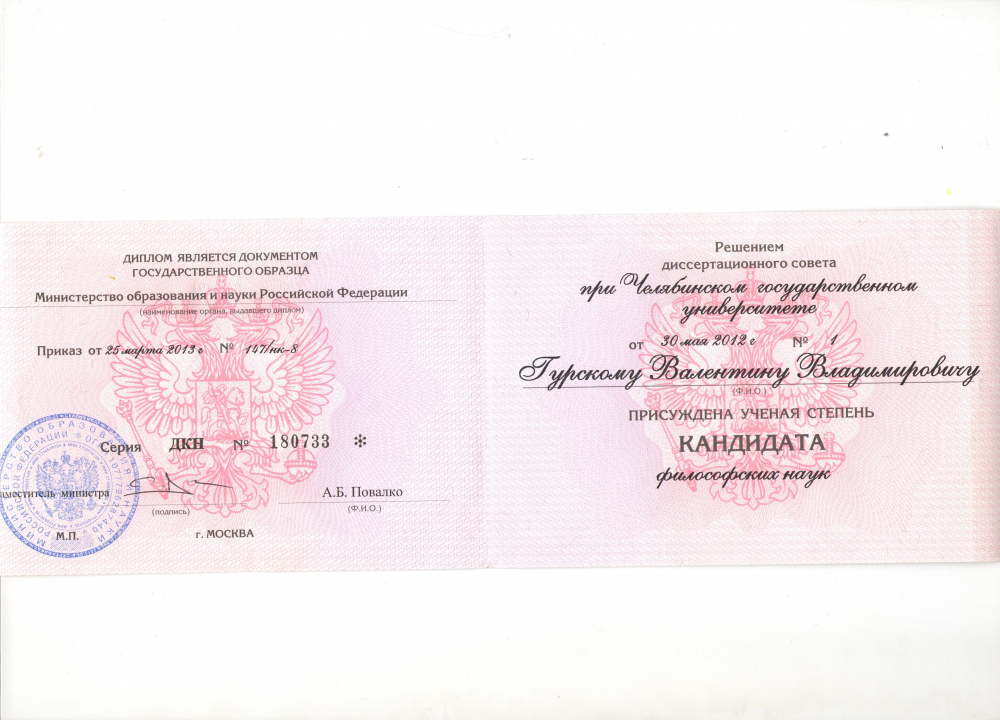 ДИПЛОМ ЯВЛЯЕТСЯ ДОКУМЕНТОМ
ГОСУДАРСТВЕННОГО ОБРАЗЦА
Министерство образования и науки Российской Федерации
(наименование органа, выдавшего диплом)
Приказ от 25 марта 2013 г № 147/нк-8
Серия ДКН № 180733 *
аместитель министра
А.Б. Повалко
(подпись)
(Ф.И.О.)
М.П.
г. МОСКВА
Решением
диссертационного совета
при Челябинском государственном
университете
от 30 мая 2012 г № 1
Гурскому Валентину Владимировичу
(Ф.И.О.)
ПРИСУЖДЕНА УЧЕНАЯ СТЕПЕНЬ
КАНДИДАТА
философских наук